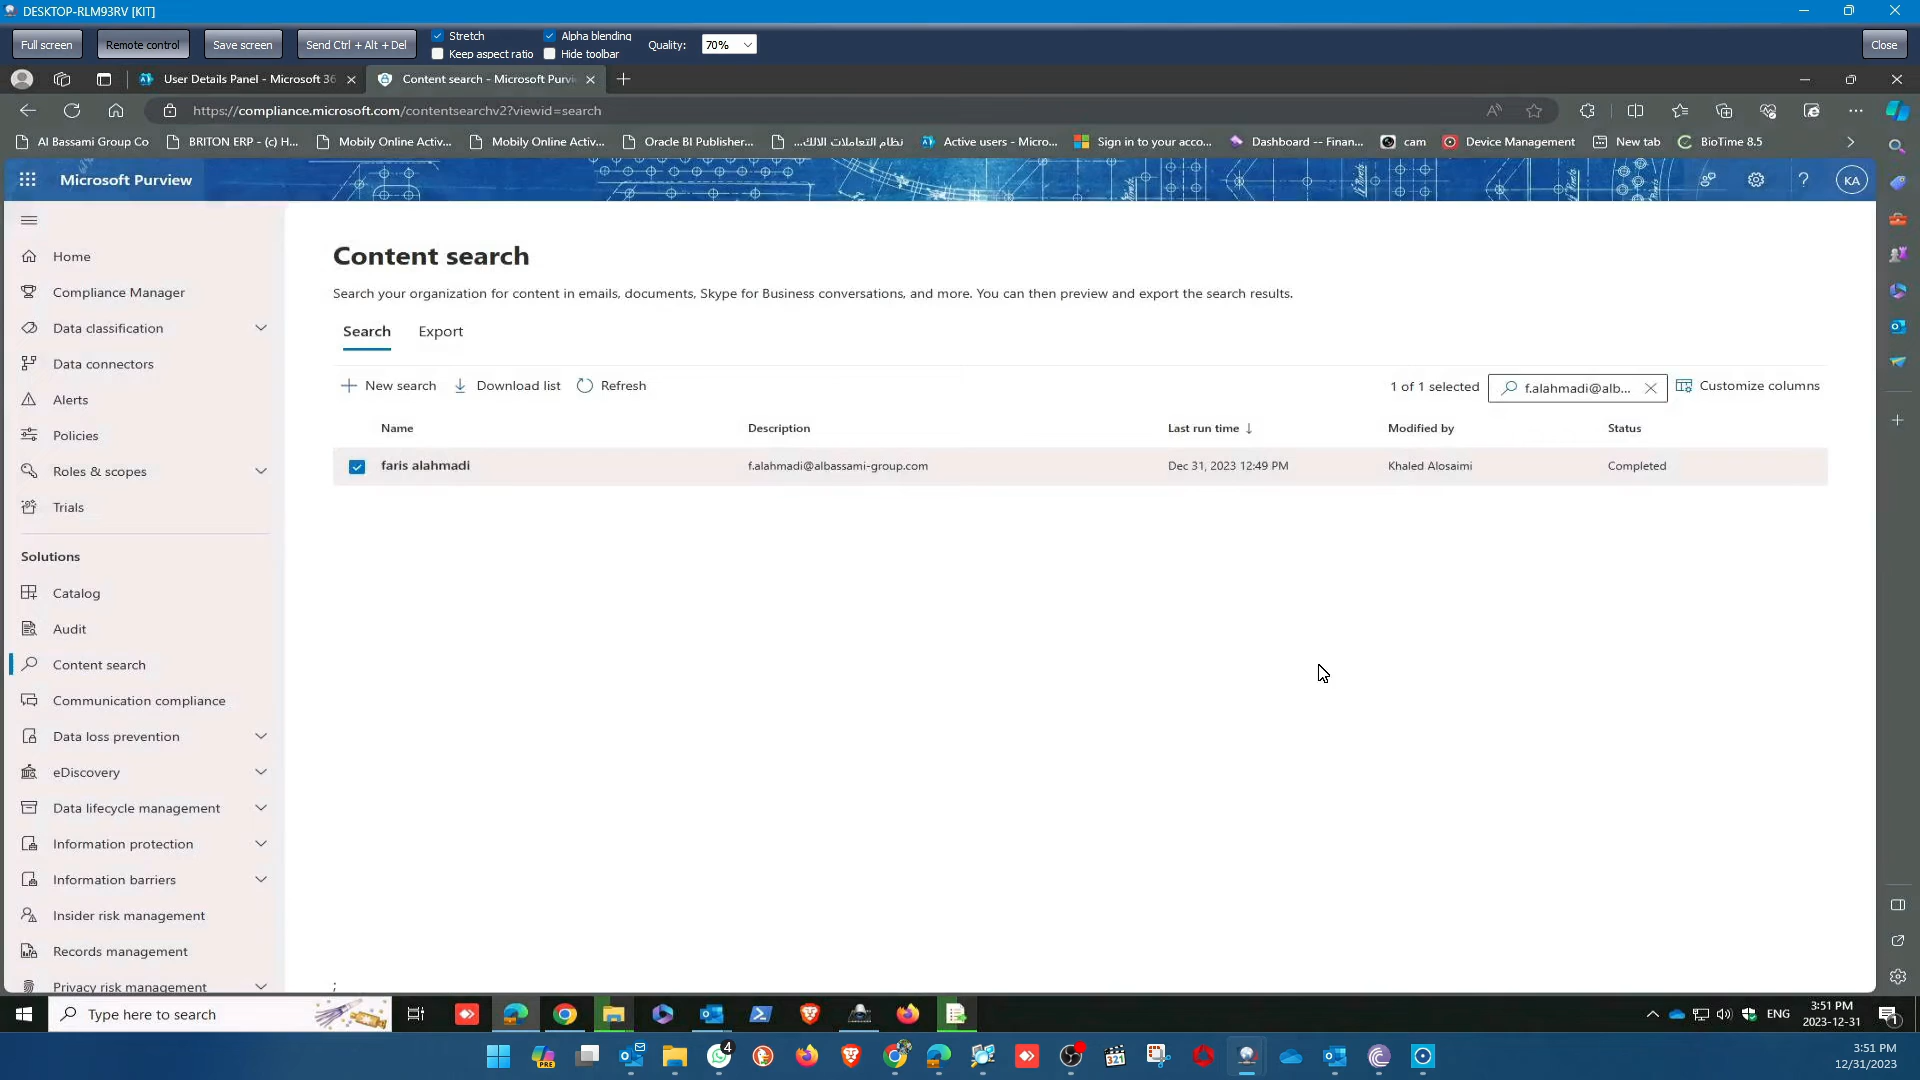 DESKTOP-RLM93RV [KIT]
Full screen
Remote control
Save screen
Send Ctrl + Alt + Del
Stretch
Keep aspect ratio
Alpha blending
Hide toolbar
Quality:
70%
Close
User Details Panel - Microsoft 36
Content search - Microsoft Purvi
https://compliance.microsoft.com/contentsearchv2?viewid=search
Al Bassami Group Co
BRITON ERP - (c) H...
Mobily Online Activ...
Mobily Online Activ...
Oracle BI Publisher...
نظام التعاملات الالك...
Active users - Micro...
Sign in to your acco...
Dashboard -- Finan...
cam
Device Management
New tab
BioTime 8.5
Microsoft Purview
KA
Home
Compliance Manager
Data classification
Data connectors
Alerts
Policies
Roles & scopes
Trials
Solutions
Catalog
Audit
Content search
Communication compliance
Data loss prevention
eDiscovery
Data lifecycle management
Information protection
Information barriers
Insider risk management
Records management
Privacy risk management
Content search
Search your organization for content in emails, documents, Skype for Business conversations, and more. You can then preview and export the search results.
Search
Export
New search
Download list
Refresh
1 of 1 selected
f.alahmadi@alb...
Customize columns
Name
Description
Last run time ↓
Modified by
Status
faris alahmadi
f.alahmadi@albassami-group.com
Dec 31, 2023 12:49 PM
Khaled Alosaimi
Completed
;
Type here to search
ENG
3:51 PM
2023-12-31
1
PRE
4
321
3:51 PM
12/31/2023